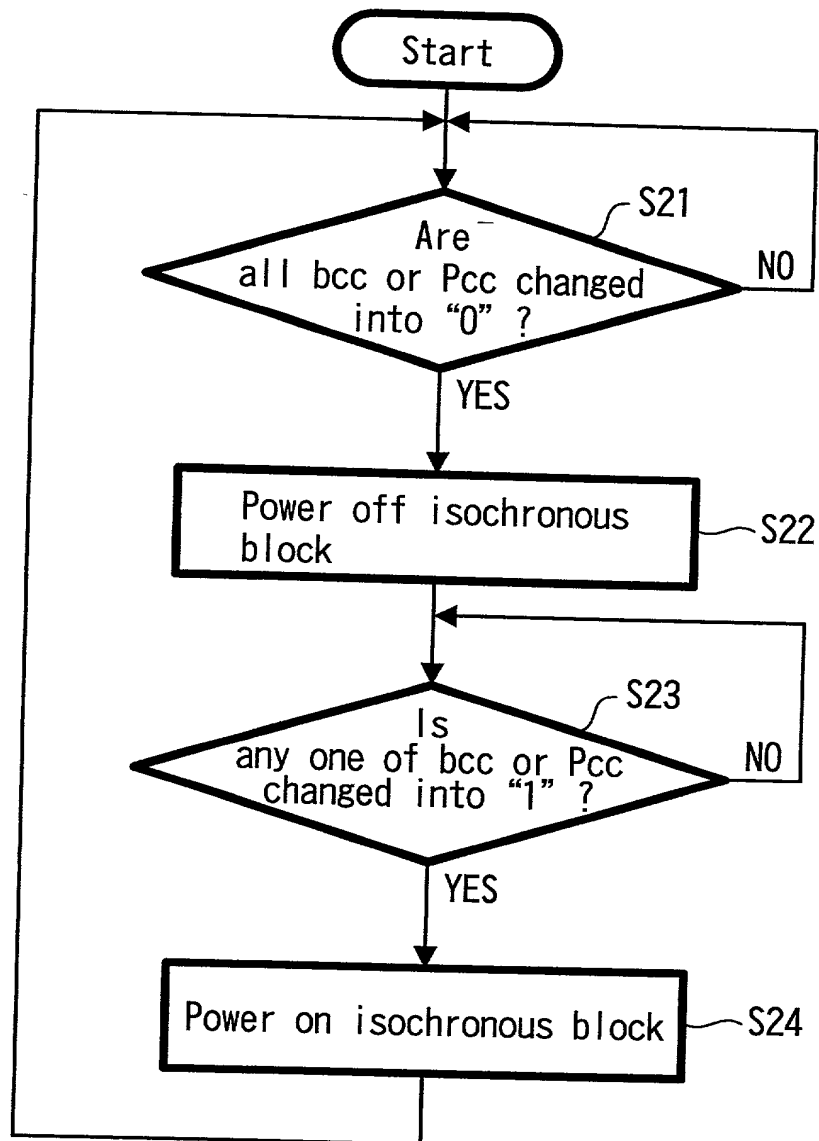 Start
S21
Are
all bcc or Pcc changed
into “0” ?
NO
YES
Power off isochronous
block
S22
S23
Is
any one of bcc or Pcc
changed into “1” ?
NO
YES
Power on isochronous block
S24